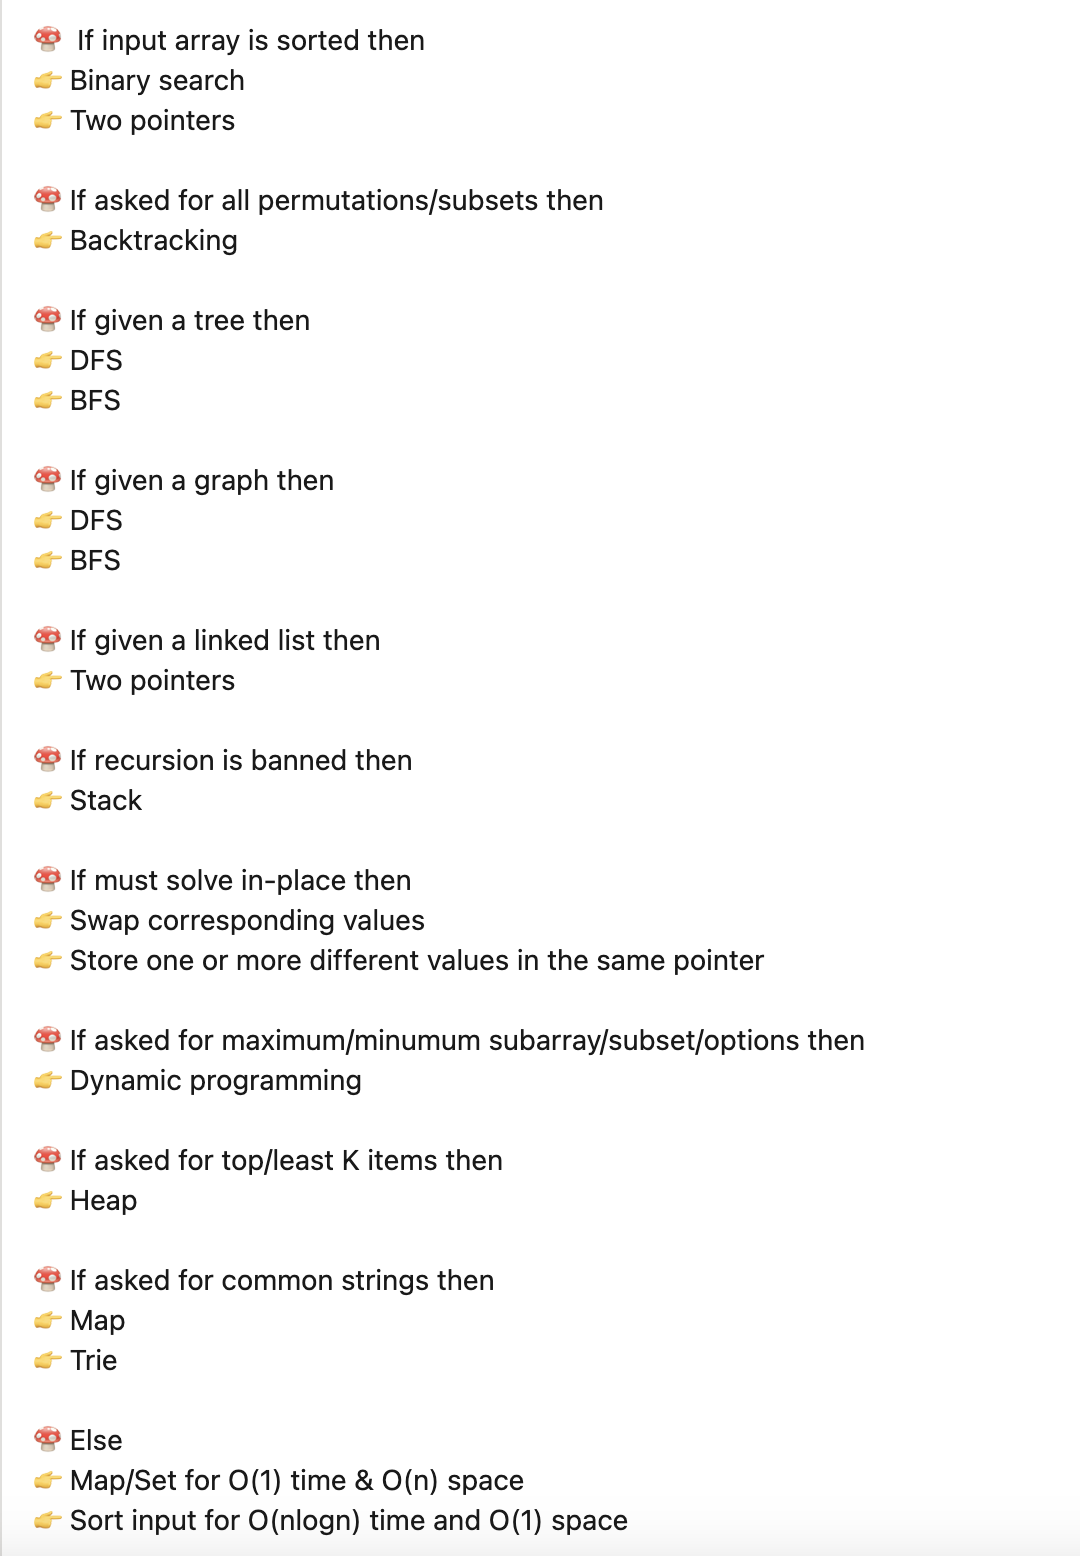 🍄 If input array is sorted then
👉 Binary search
👉 Two pointers
🍄 If asked for all permutations/subsets then
👉 Backtracking
🍄 If given a tree then
👉 DFS
👉 BFS
🍄 If given a graph then
👉 DFS
👉 BFS
🍄 If given a linked list then
👉 Two pointers
🍄 If recursion is banned then
👉 Stack
🍄 If must solve in-place then
👉 Swap corresponding values
👉 Store one or more different values in the same pointer
🍄 If asked for maximum/minumum subarray/subset/options then
👉 Dynamic programming
🍄 If asked for top/least K items then
👉 Heap
🍄 If asked for common strings then
👉 Map
👉 Trie
🍄 Else
👉 Map/Set for O(1) time & O(n) space
👉 Sort input for O(nlogn) time and O(1) space